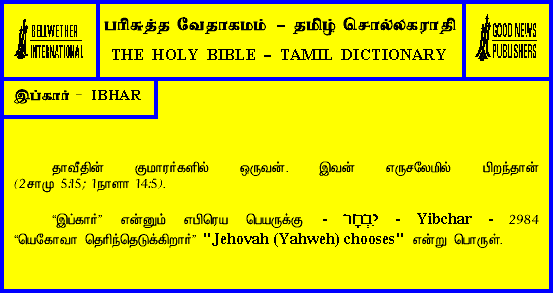 BELLWETHER
INTERNATIONAL
பரிசுத்த வேதாகமம் – தமிழ் சொல்லகராதி
THE HOLY BIBLE – TAMIL DICTIONARY
GOOD NEWS
PUBLISHERS
இப்கார் – IBHAR
தாவீதின் குமாரர்களில் ஒருவன். இவன் எருசலேமில் பிறந்தான்
(2சாமு 5:15; 1நாளா 14:5).
“இப்கார்” என்னும் எபிரெய பெயருக்கு - יִבְחָר - Yibchar - 2984
“யெகோவா தெரிந்தெடுக்கிறார்” "Jehovah (Yahweh) chooses" என்று பொருள்.